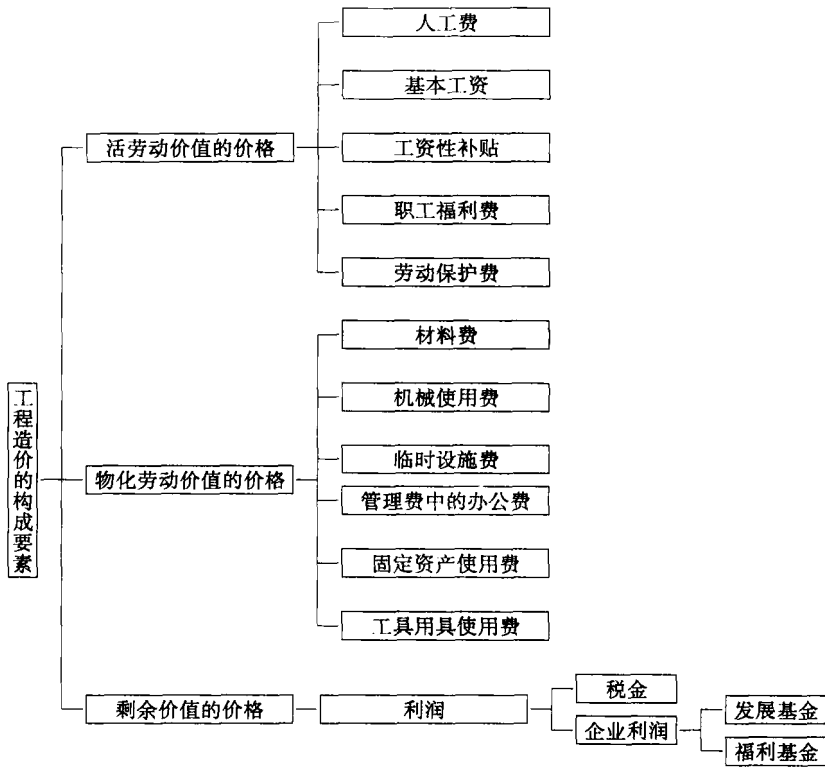 工程造价的构成要素
活劳动价值的价格
人工费
基本工资
工资性补贴
职工福利费
劳动保护费
物化劳动价值的价格
材料费
机械使用费
临时设施费
管理费中的办公费
固定资产使用费
工具用具使用费
剩余价值的价格
利润
税金
企业利润
发展基金
福利基金